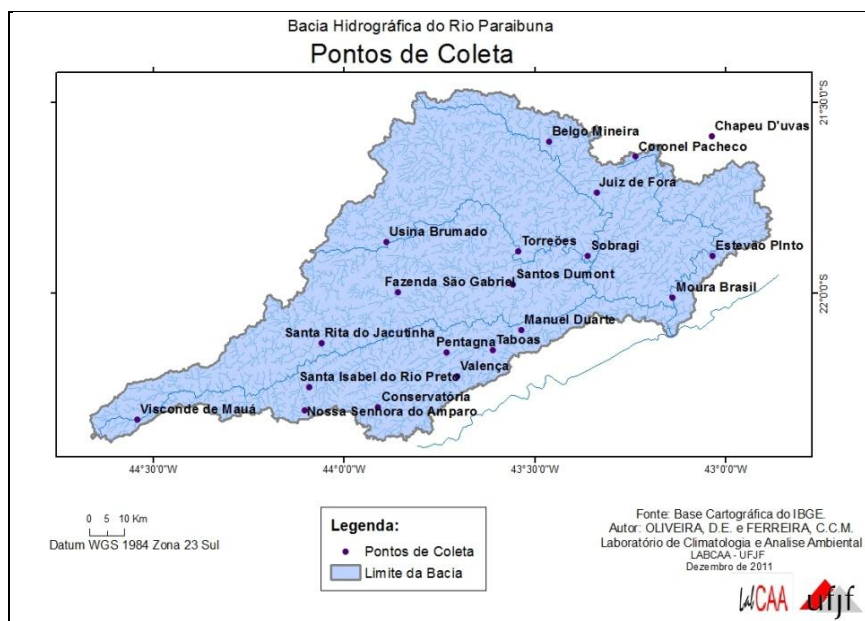 Bacia Hidrográfica do Rio Paraibuna
Pontos de Coleta
21°30'0"S
Chapeu D'uvas
Belgo Mineira
Coronel Pacheco
Juiz de Fora
Usina Brumado
Torreões
Sobragi
Estevão PInto
Santos Dumont
Fazenda São Gabriel
Moura Brasil
22°0'0"S
Manuel Duarte
Santa Rita do Jacutinha
Pentagna
Taboas
Valença
Santa Isabel do Rio Preto
Conservatória
Visconde de Mauá
Nossa Senhora do Amparo
44°30'0"W
44°0'0"W
43°30'0"W
43°0'0"W
0 5 10 Km
Datum WGS 1984 Zona 23 Sul
Legenda:
Pontos de Coleta
Limite da Bacia
Fonte: Base Cartográfica do IBGE.
Autor: OLIVEIRA, D.E. e FERREIRA, C.C.M.
Laboratório de Climatologia e Analise Ambiental
LABCAA - UFJF
Dezembro de 2011
LabCAA
ufjf